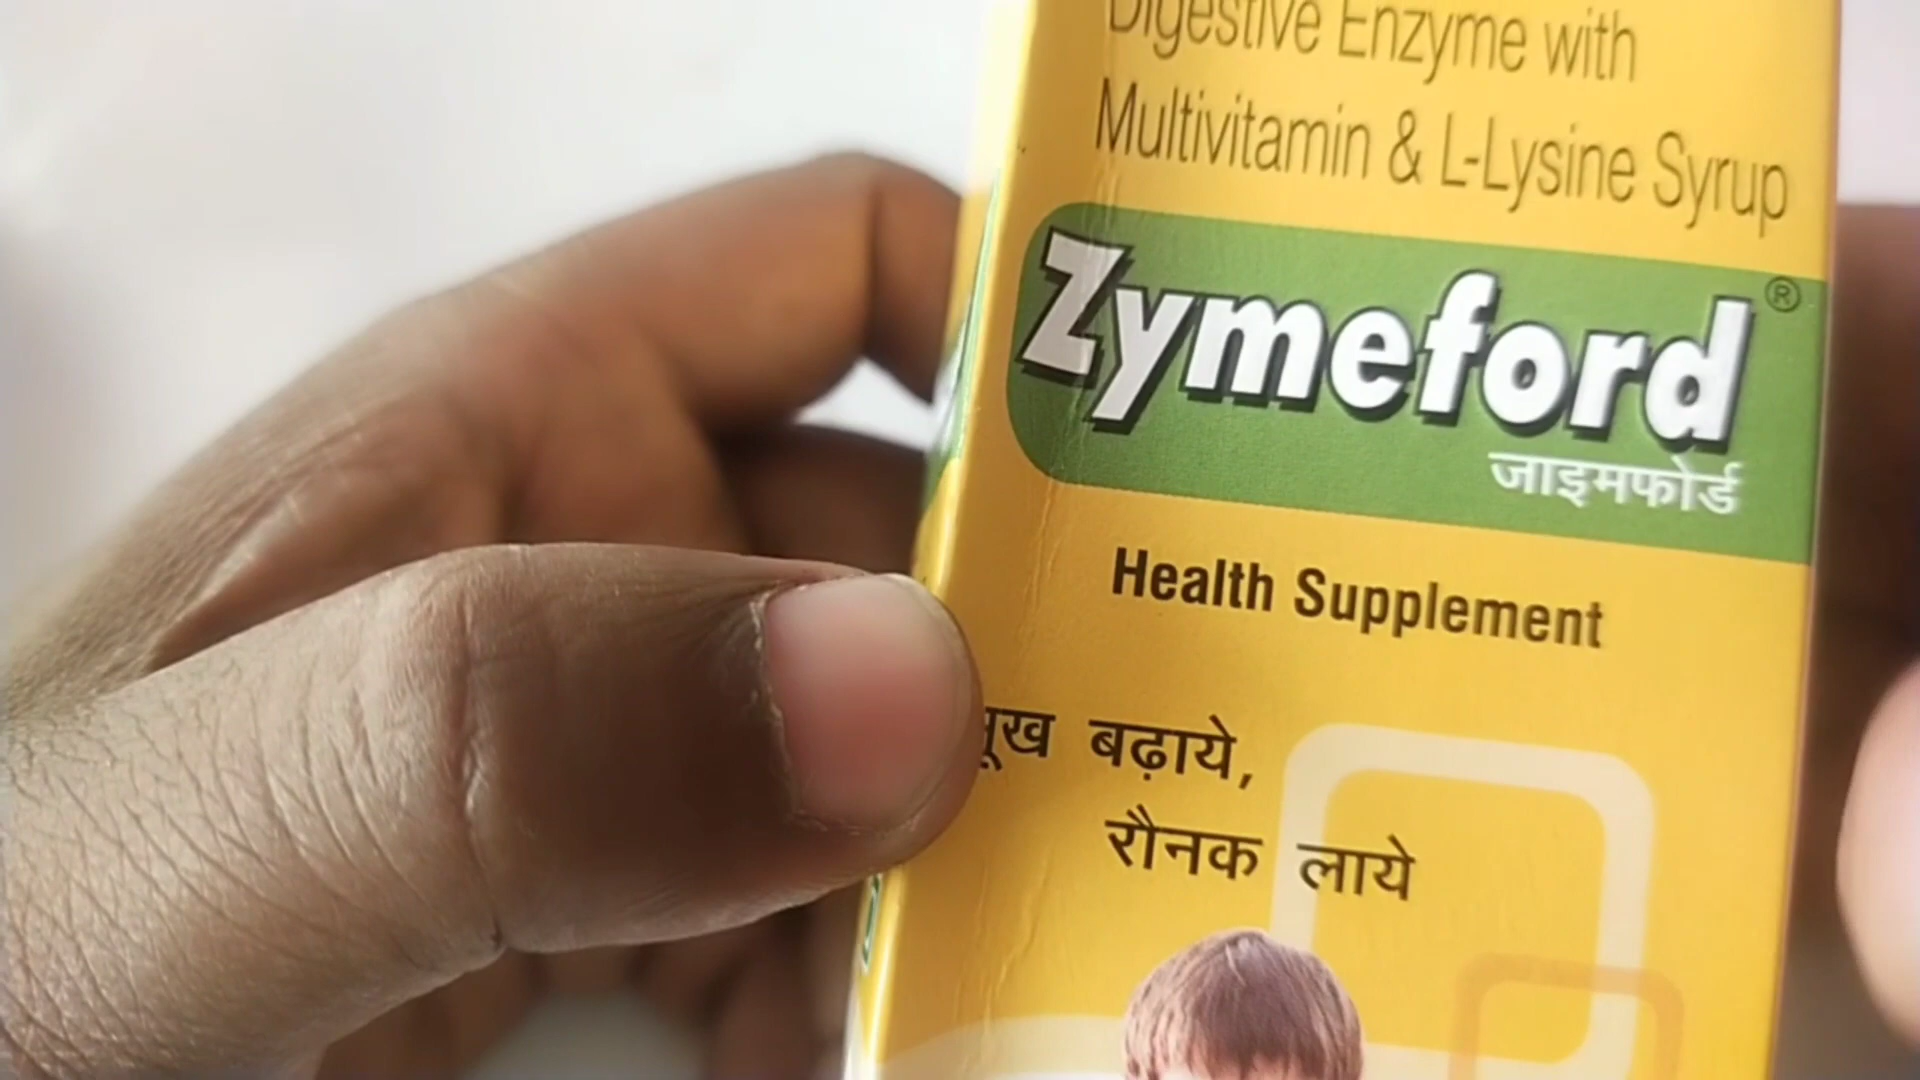 Digestive Enzyme with
Multivitamin & L-Lysine Syrup
Zymeford®
जाइमफोर्ड
Health Supplement
बढ़ाये,
रौनक लाये